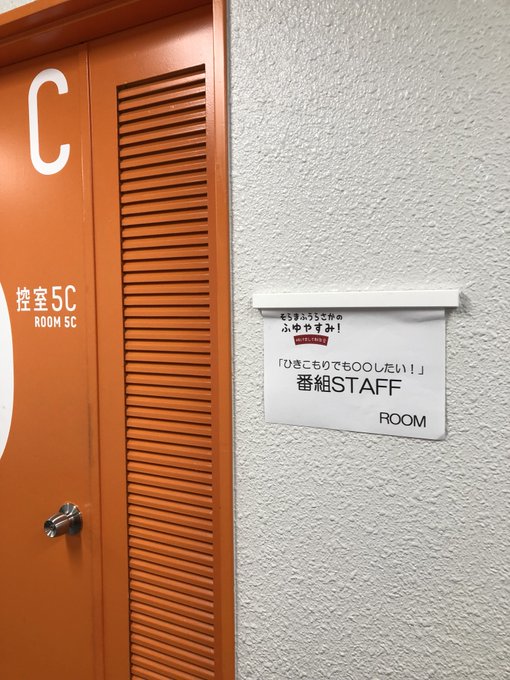 C
控室5C
ROOM 5C
そらまふうらさかの
ふゆやすみ!
「ひきこもりでも〇〇したい!」
番組STAFF
ROOM